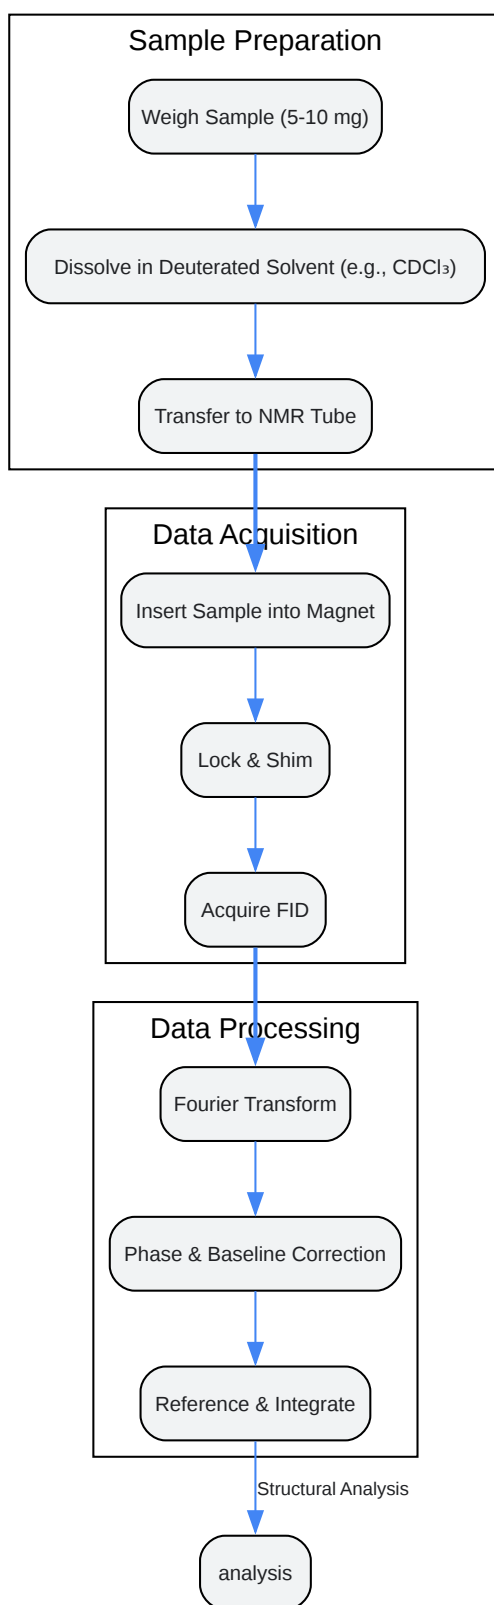 Sample Preparation
Weigh Sample (5-10 mg)
Dissolve in Deuterated Solvent (e.g., CDCl₃)
Transfer to NMR Tube
Data Acquisition
Insert Sample into Magnet
Lock & Shim
Acquire FID
Data Processing
Fourier Transform
Phase & Baseline Correction
Reference & Integrate
Structural Analysis
analysis